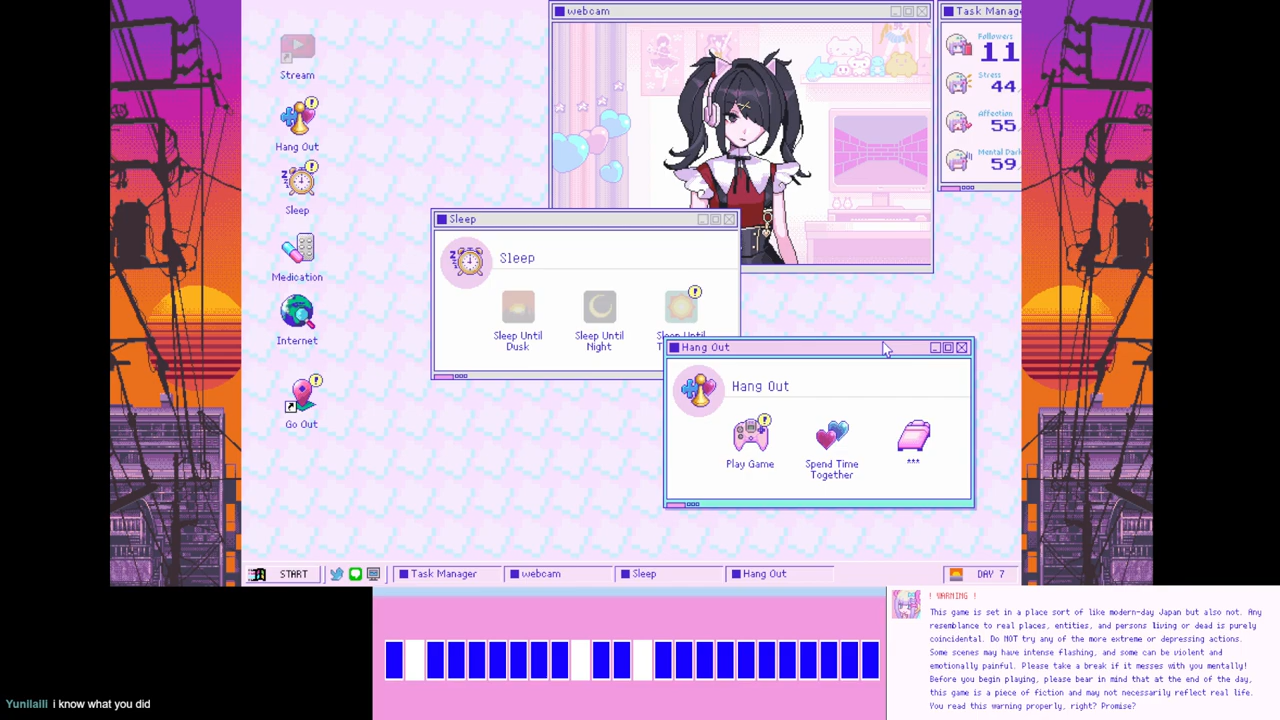 webcam
Task Manag
Stream
Followers
11
Stress
44
Affection
55
Mental Dark
59
Hang Out
Sleep
Sleep
Sleep
Sleep Until
Dusk
Sleep Until
Night
Sleep Until
T
Medication
Internet
Hang Out
Hang Out
Play Game
Spend Time
Together
***
Go Out
START
Task Manager
webcam
Sleep
Hang Out
DAY 7
! WARNING !
This game is set in a place sort of like modern-day Japan but also not. Any
resemblance to real places, entities, and persons living or dead is purely
coincidental. Do NOT try any of the more extreme or depressing actions.
Some scenes may have intense flashing, and some can be violent and
emotionally painful. Please take a break if it messes with you mentally!
Before you begin playing, please bear in mind that at the end of the day,
this game is a piece of fiction and may not necessarily reflect real life.
You read this warning properly, right? Promise?
Yunilalll i know what you did